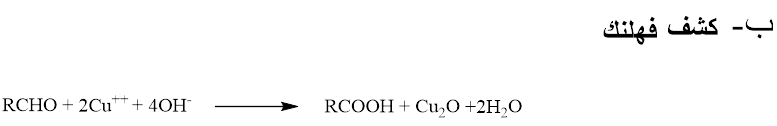 ب- كشف فهلنك
RCHO + 2Cu⁺⁺ + 4OH⁻ ⟶ RCOOH + Cu₂O +2H₂O